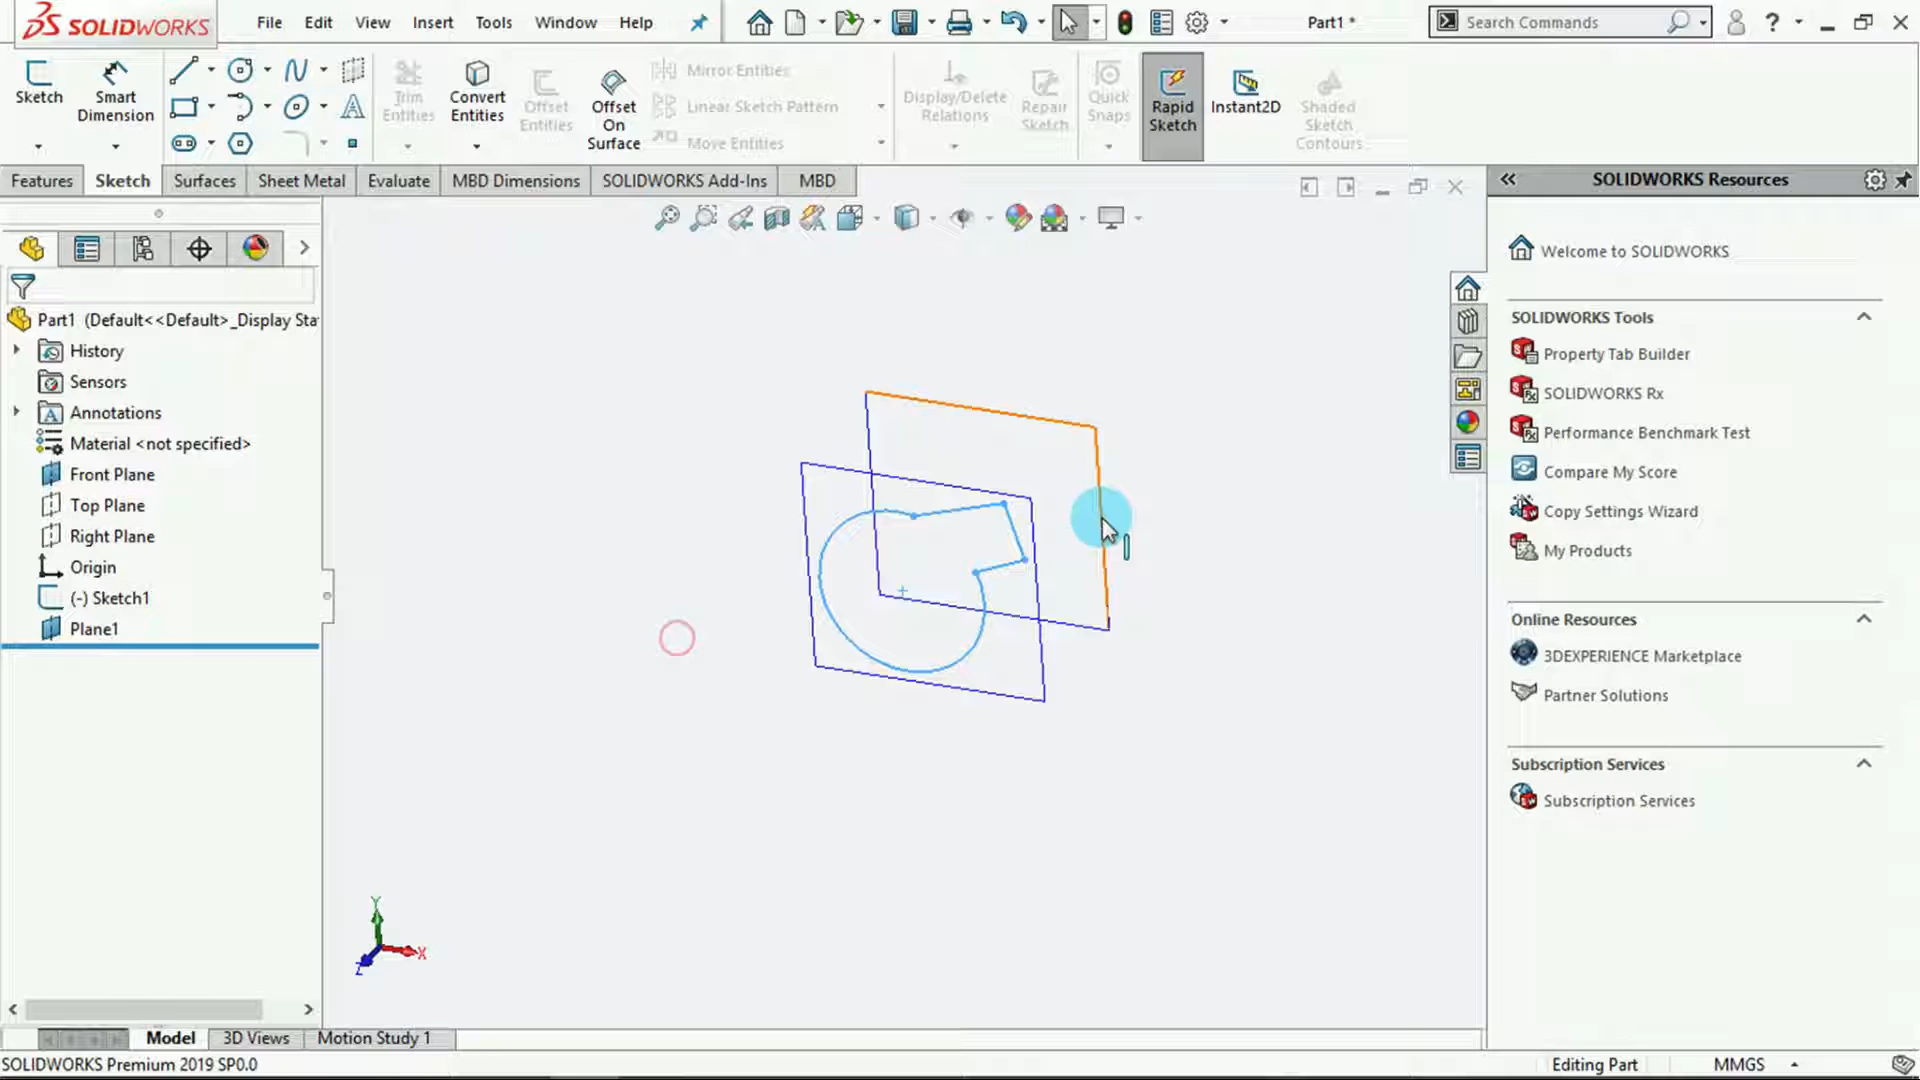 SOLIDWORKS
File Edit View Insert Tools Window Help
Part1 *
Search Commands
?
Sketch
Smart
Dimension
Trim
Entities
Convert
Entities
Offset
Entities
Offset
On
Surface
Mirror Entities
Linear Sketch Pattern
Move Entities
Display/Delete
Relations
Repair
Sketch
Quick
Snaps
Rapid
Sketch
Instant2D
Shaded
Sketch
Contours
Features Sketch Surfaces Sheet Metal Evaluate MBD Dimensions SOLIDWORKS Add-Ins MBD
Part1 (Default<<Default>_Display Sta
History
Sensors
Annotations
Material <not specified>
Front Plane
Top Plane
Right Plane
Origin
(-) Sketch1
Plane1
Y
X
Z
SOLIDWORKS Resources
Welcome to SOLIDWORKS
SOLIDWORKS Tools
Property Tab Builder
SOLIDWORKS Rx
Performance Benchmark Test
Compare My Score
Copy Settings Wizard
My Products
Online Resources
3DEXPERIENCE Marketplace
Partner Solutions
Subscription Services
Subscription Services
Model 3D Views Motion Study 1
SOLIDWORKS Premium 2019 SP0.0
Editing Part
MMGS